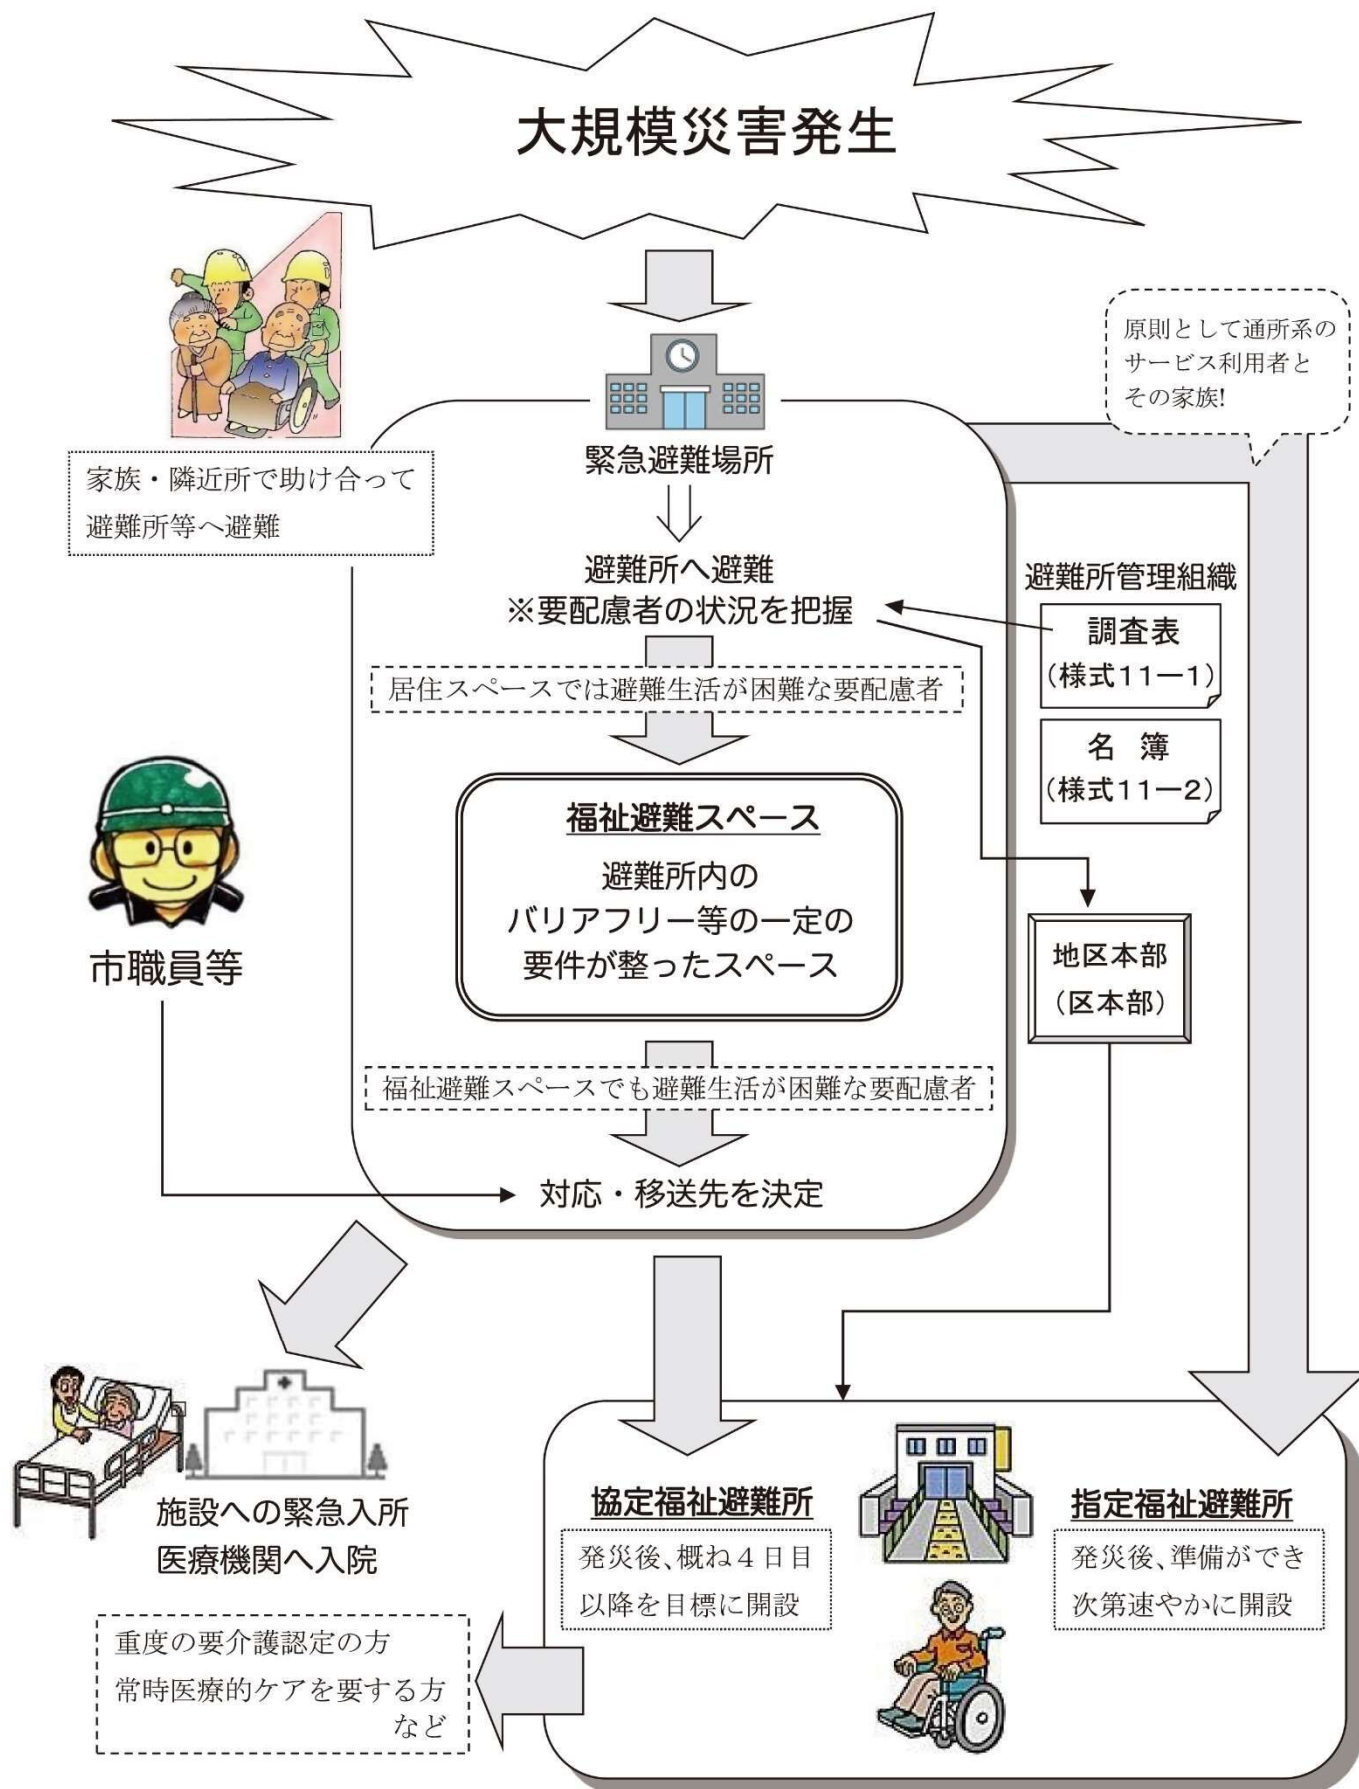 大規模災害発生
原則として通所系の
サービス利用者と
その家族!
緊急避難場所
家族・隣近所で助け合って
避難所等へ避難
避難所へ避難
※要配慮者の状況を把握
避難所管理組織
調査表
(様式11ー1)
名 簿
(様式11ー2)
居住スペースでは避難生活が困難な要配慮者
福祉避難スペース
避難所内の
バリアフリー等の一定の
要件が整ったスペース
市職員等
地区本部
(区本部)
福祉避難スペースでも避難生活が困難な要配慮者
対応・移送先を決定
施設への緊急入所
医療機関へ入院
協定福祉避難所
発災後、概ね4日目
以降を目標に開設
指定福祉避難所
発災後、準備ができ
次第速やかに開設
重度の要介護認定の方
常時医療的ケアを要する方
など